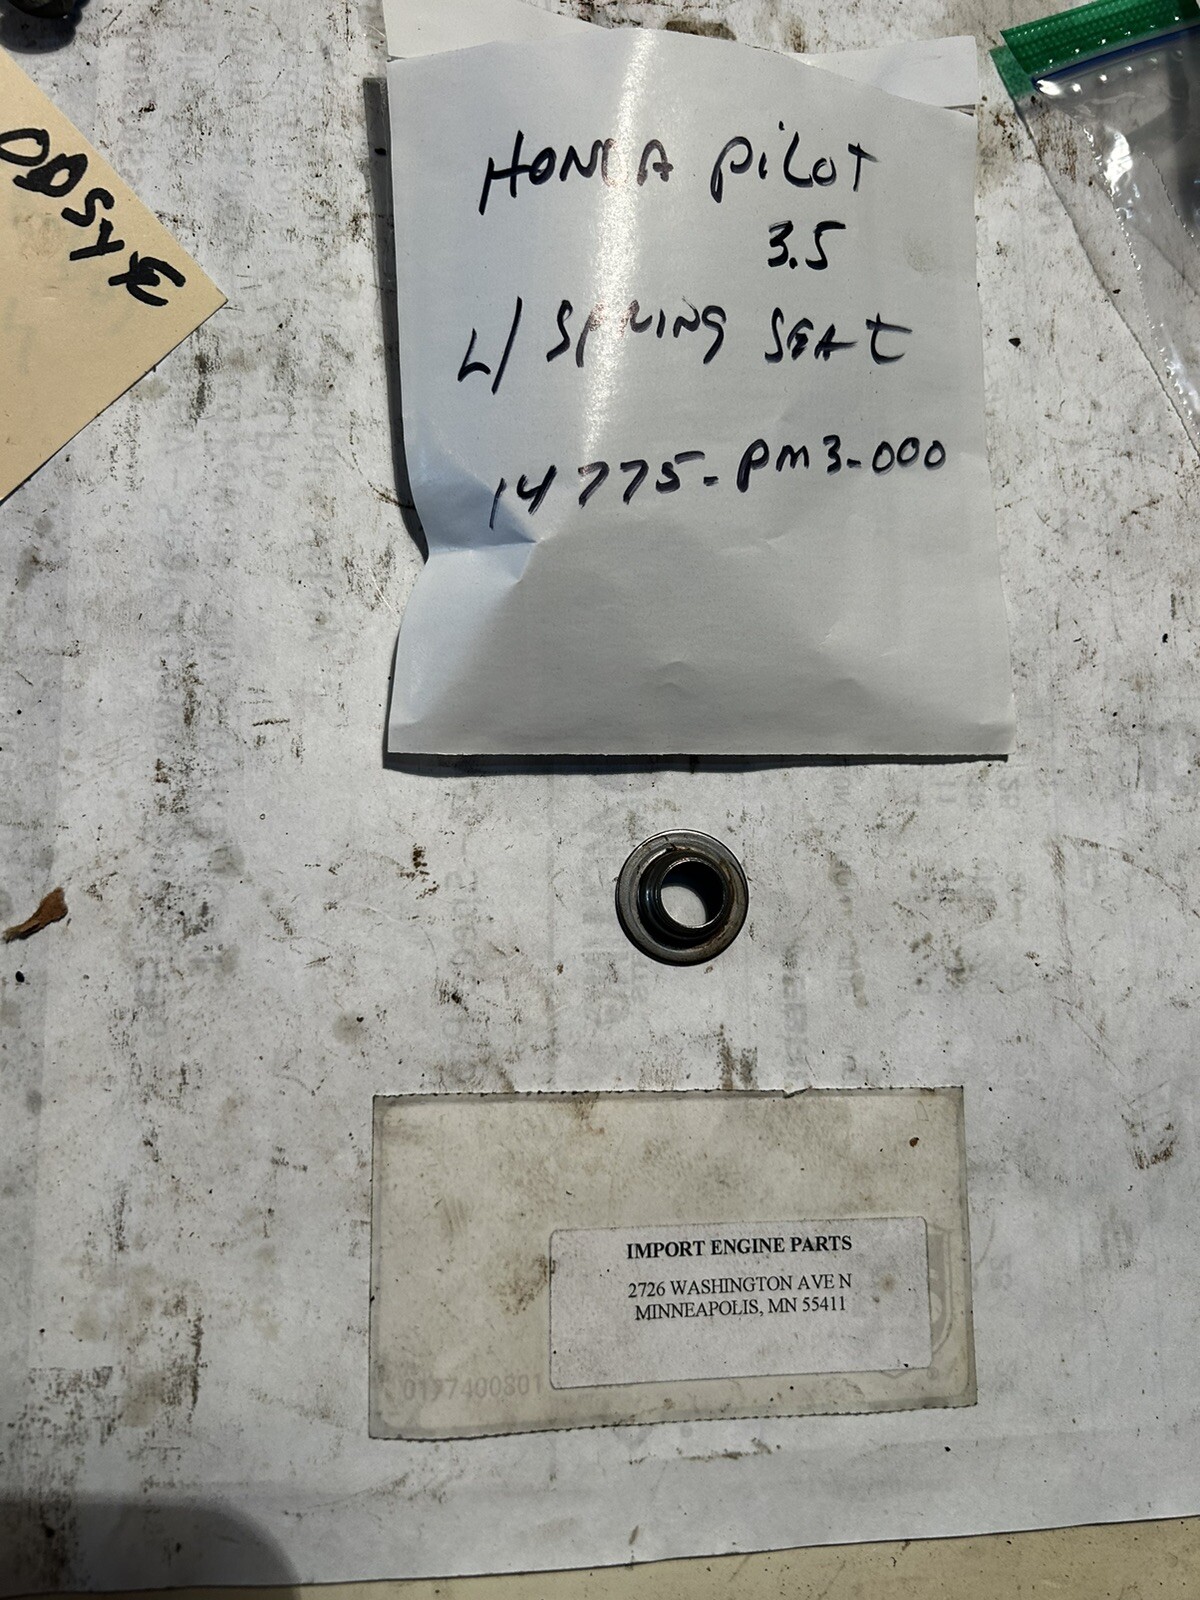 ODSYE
HONDA PILOT
3.5
L/ SPRING SEAT
14775-PM3-000
IMPORT ENGINE PARTS
2726 WASHINGTON AVE N
MINNEAPOLIS, MN 55411
0177400801